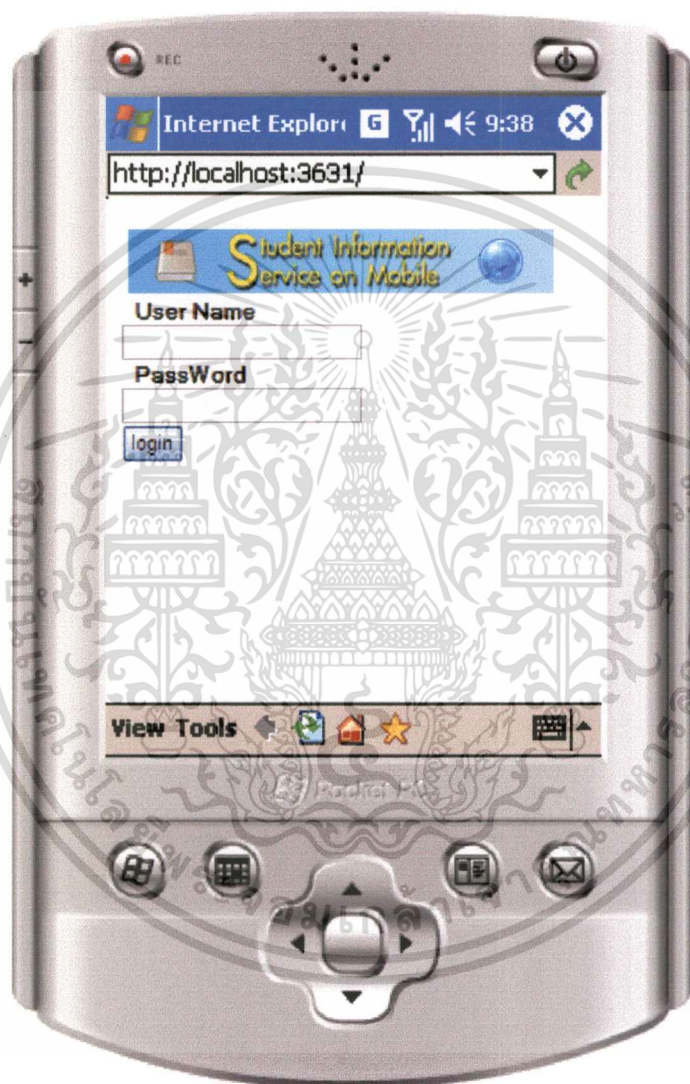 REC
Internet Explor G 9:38
http://localhost:3631/
Student Information
Service on Mobile
User Name
PassWord
login
View Tools
Pocket PC